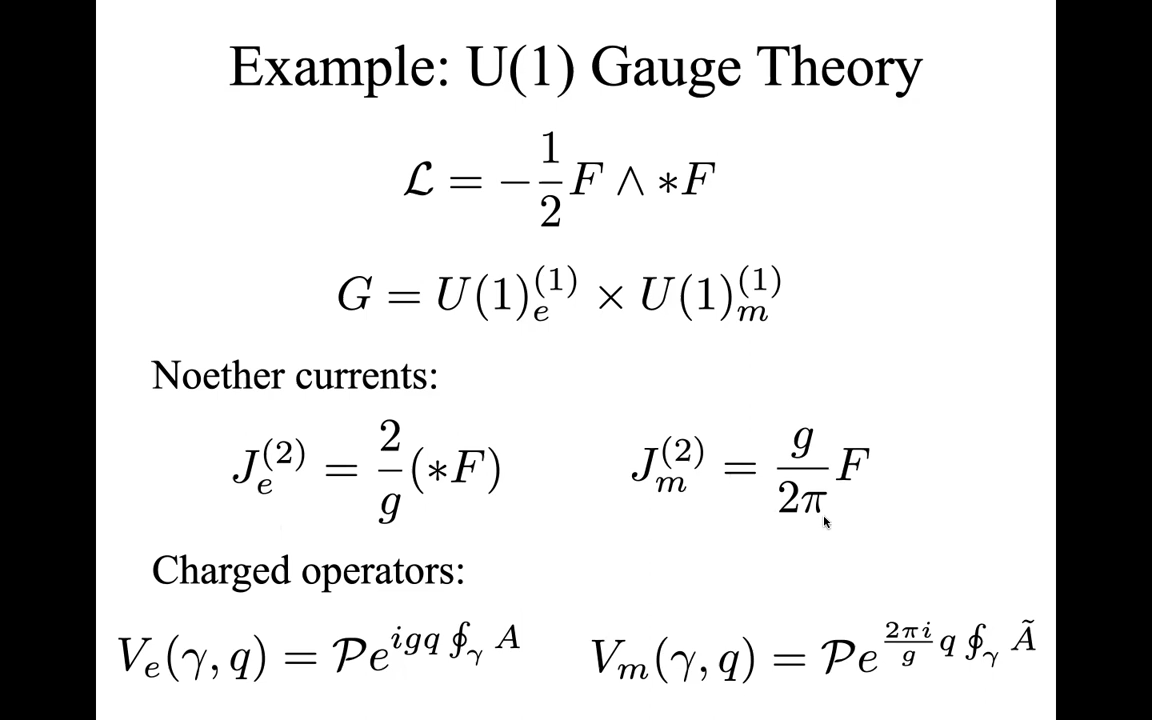 Example: U(1) Gauge Theory
ℒ = −1/2 F ∧ *F
G = U(1)_e^(1) × U(1)_m^(1)
Noether currents:
J_e^(2) = 2/g (*F) J_m^(2) = g/2π F
Charged operators:
V_e(γ, q) = 𝒫e^{igq ∮_γ A} V_m(γ, q) = 𝒫e^{2πi/g q ∮_γ Ã}